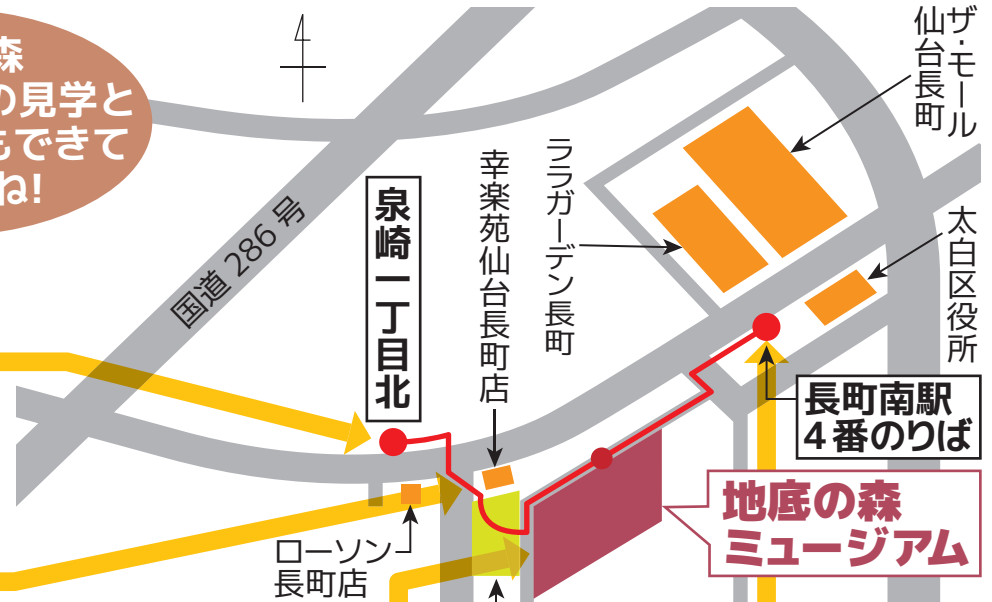 森
の見学と
もできて
ね!
4
国道286号
泉崎一丁目北
幸楽苑仙台長町店
ララガーデン長町
ザ・モール
仙台長町
太白区役所
長町南駅
4番のりば
地底の森
ミュージアム
ローソン
長町店